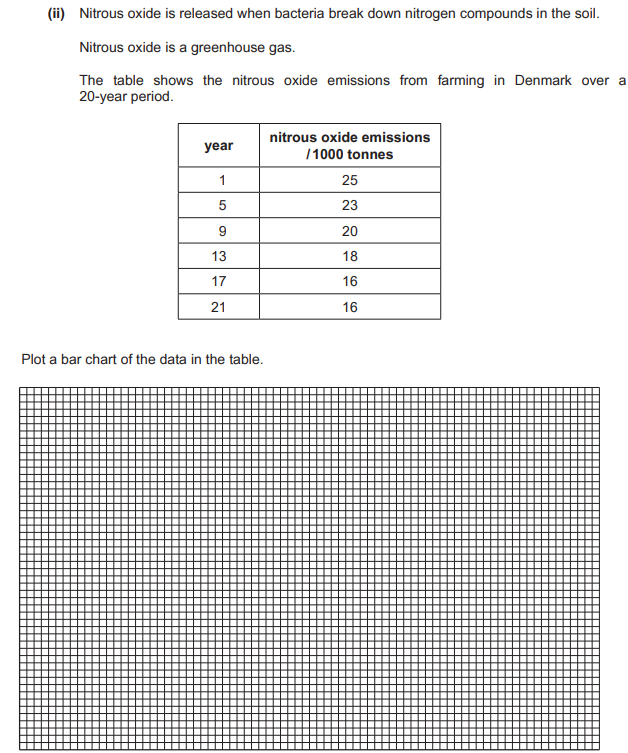 (ii) Nitrous oxide is released when bacteria break down nitrogen compounds in the soil.
Nitrous oxide is a greenhouse gas.
The table shows the nitrous oxide emissions from farming in Denmark over a
20-year period.
year
nitrous oxide emissions
/ 1000 tonnes
1 25
5 23
9 20
13 18
17 16
21 16
Plot a bar chart of the data in the table.